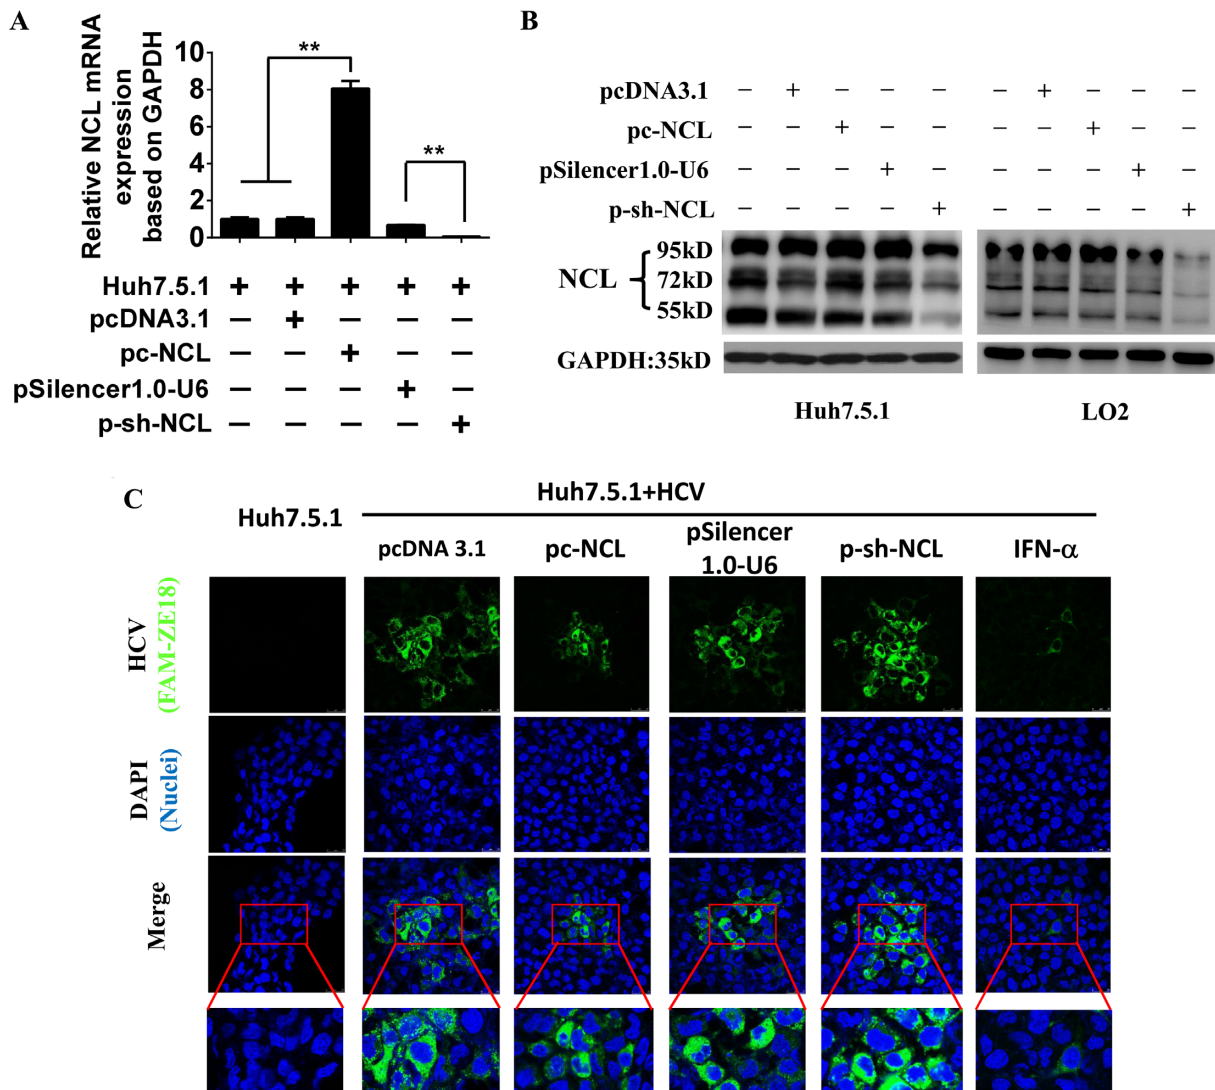 A
Relative NCL mRNA
expression
based on GAPDH
10
8
6
4
2
0
**
**
Huh7.5.1 + + + + +
pcDNA3.1 − + − − −
pc-NCL − − + − −
pSilencer1.0-U6 − − − + −
p-sh-NCL − − − − +
B
pcDNA3.1 − + − − − − + − − −
pc-NCL − − + − − − − + − −
pSilencer1.0-U6 − − − + − − − − + −
p-sh-NCL − − − − + − − − − +
NCL
95kD
72kD
55kD
GAPDH:35kD
Huh7.5.1
LO2
C
Huh7.5.1
Huh7.5.1+HCV
pcDNA 3.1
pc-NCL
pSilencer
1.0-U6
p-sh-NCL
IFN-α
HCV
(FAM-ZE18)
DAPI
(Nuclei)
Merge